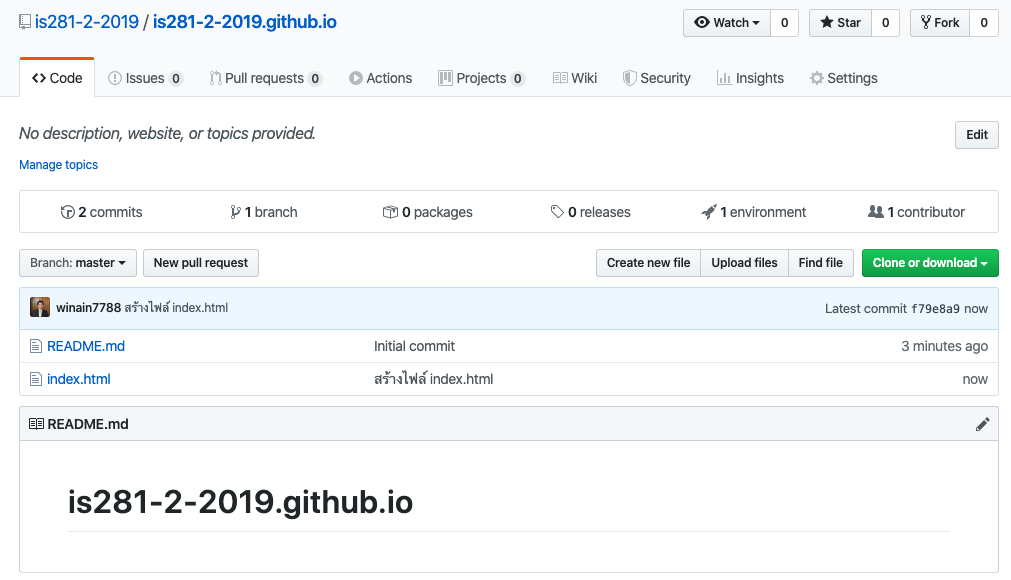 is281-2-2019 / is281-2-2019.github.io
Watch 0 Star 0 Fork 0
Code Issues 0 Pull requests 0 Actions Projects 0 Wiki Security Insights Settings
No description, website, or topics provided. Edit
Manage topics
2 commits 1 branch 0 packages 0 releases 1 environment 1 contributor
Branch: master New pull request Create new file Upload files Find file Clone or download
winain7788 สร้างไฟล์ index.html Latest commit f79e8a9 now
README.md Initial commit 3 minutes ago
index.html สร้างไฟล์ index.html now
README.md
is281-2-2019.github.io